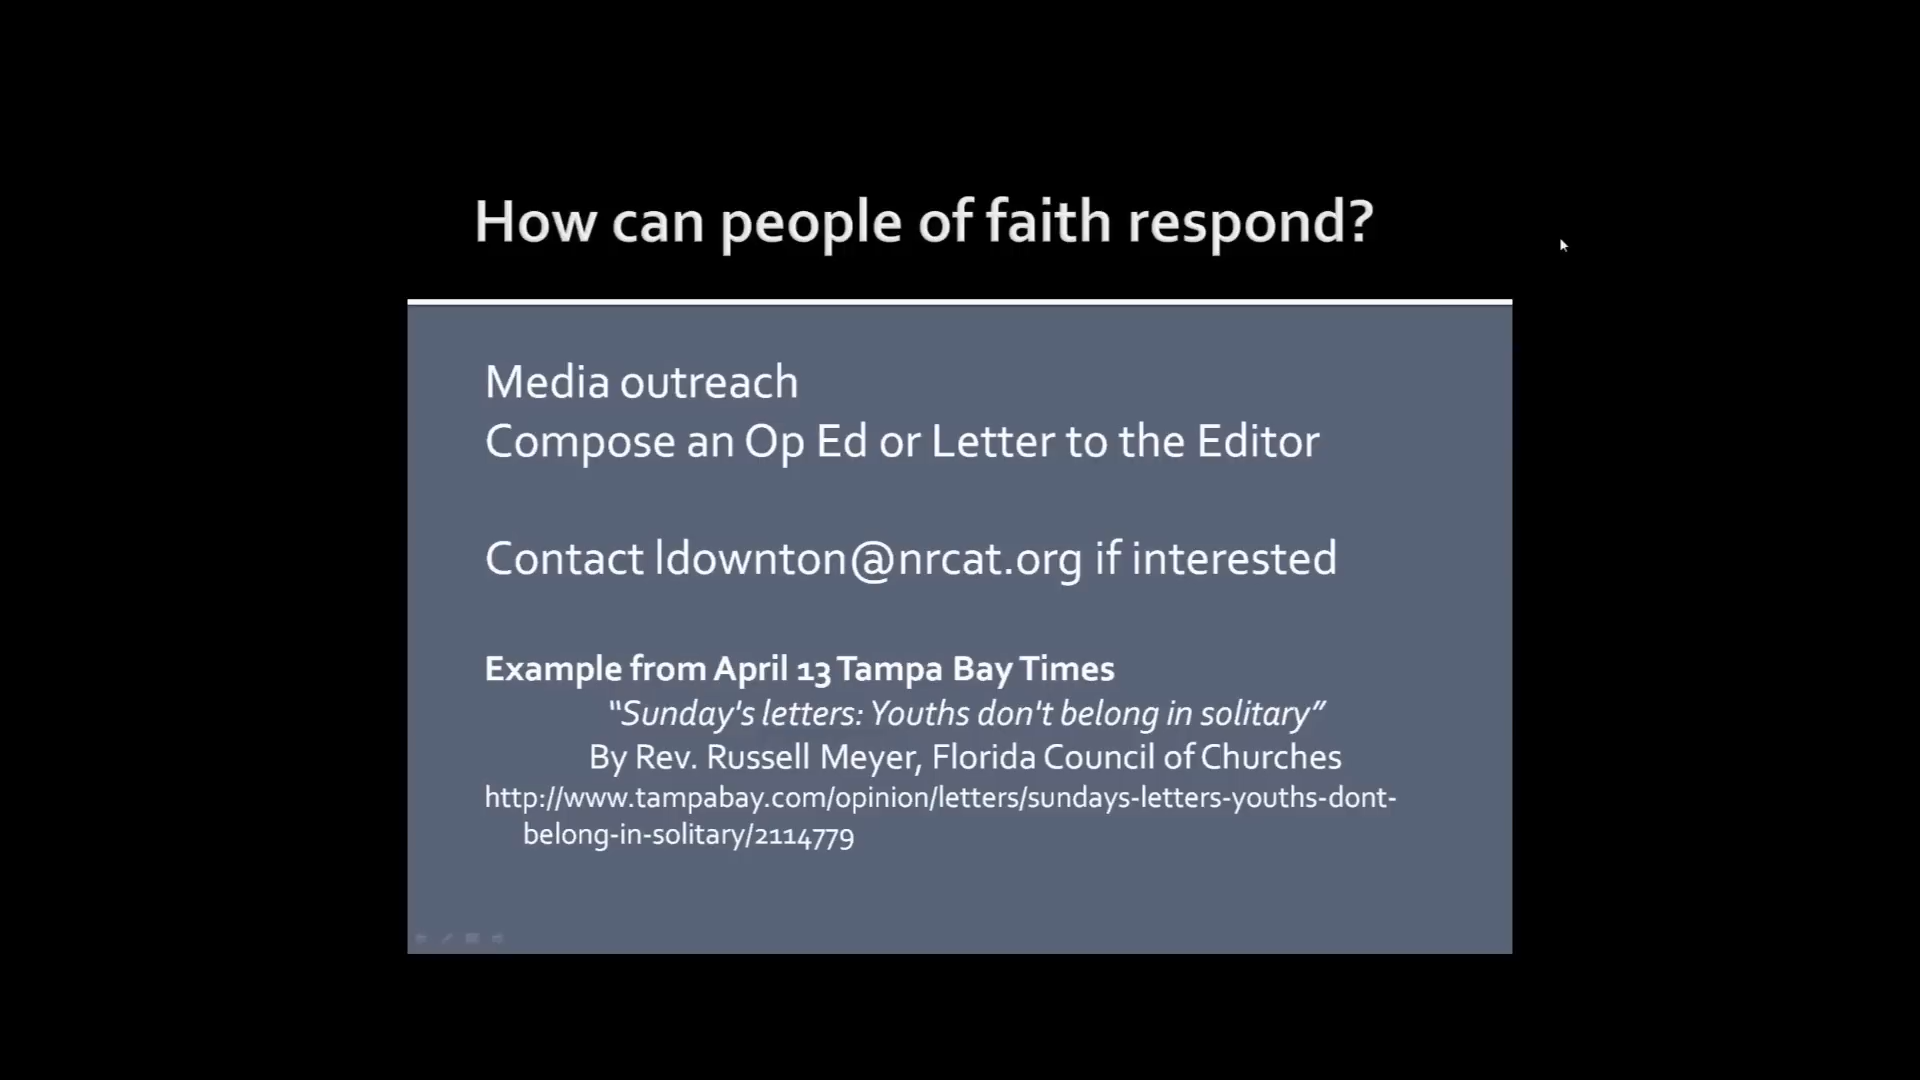 How can people of faith respond?
Media outreach
Compose an Op Ed or Letter to the Editor
Contact ldownton@nrcat.org if interested
Example from April 13 Tampa Bay Times
“Sunday's letters: Youths don't belong in solitary”
By Rev. Russell Meyer, Florida Council of Churches
http://www.tampabay.com/opinion/letters/sundays-letters-youths-dont-
belong-in-solitary/2114779